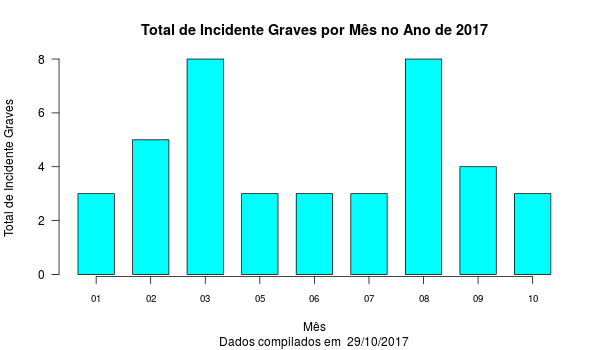 Total de Incidente Graves por Mês no Ano de 2017
Total de Incidente Graves
8
6
4
2
0
01 02 03 05 06 07 08 09 10
Mês
Dados compilados em 29/10/2017